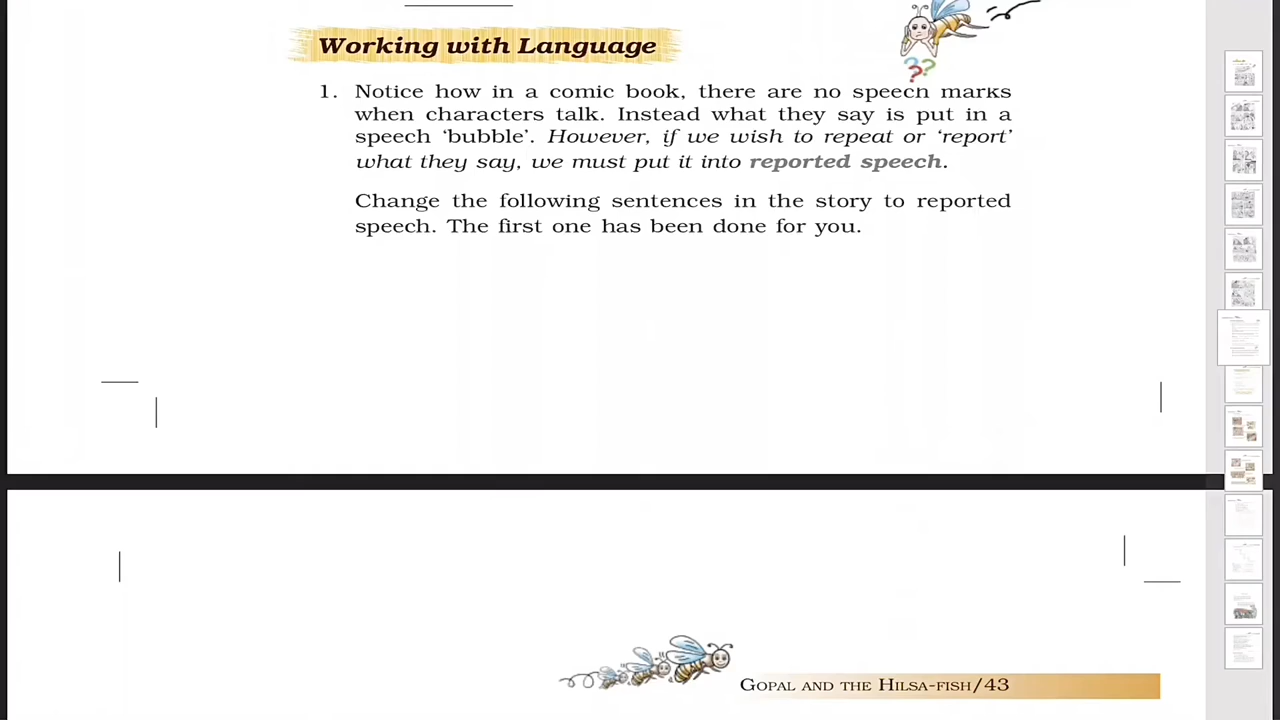 Working with Language
??
1. Notice how in a comic book, there are no speech marks
when characters talk. Instead what they say is put in a
speech ‘bubble’. However, if we wish to repeat or ‘report’
what they say, we must put it into reported speech.
Change the following sentences in the story to reported
speech. The first one has been done for you.
GOPAL AND THE HILSA-FISH/43